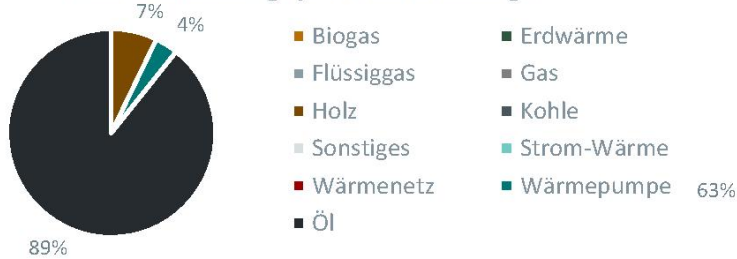 7%
4%
Biogas
Erdwärme
Flüssiggas
Gas
Holz
Kohle
Sonstiges
Strom-Wärme
Wärmenetz
Wärmepumpe
63%
Öl
89%